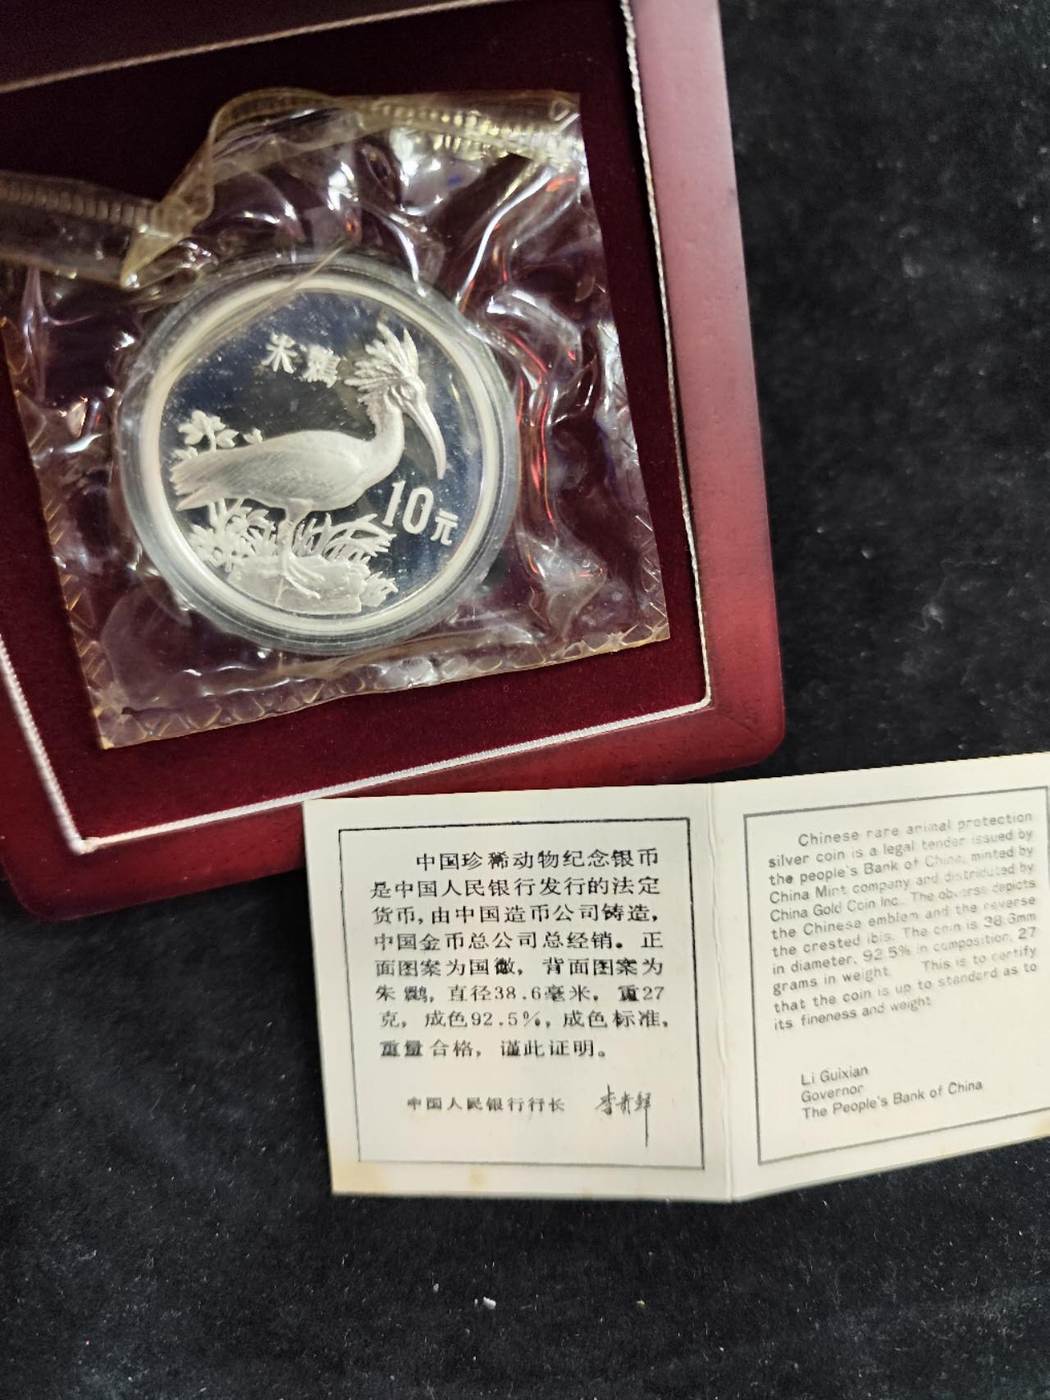 朱鹮
10元
中国珍稀动物纪念银币
是中国人民银行发行的法定
货币,由中国造币公司铸造,
中国金币总公司总经销。正
面图案为国徽,背面图案为
朱鹮,直径38.6毫米,重27
克,成色92.5%,成色标准,
重量合格,谨此证明。
中国人民银行行长 李贵鲜
Chinese rare animal protection
silver coin is a legal tender issued by
the people's Bank of China, minted by
China Mint company and distributed by
China Gold Coin Inc.. The obverse depicts
the Chinese emblem and the reverse
the crested ibis. The coin is 38.6mm
in diameter, 92.5% in composition, 27
grams in weight. This is to certify
that the coin is up to standard as to
its fineness and weight
Li Guixian
Governor
The People's Bank of China